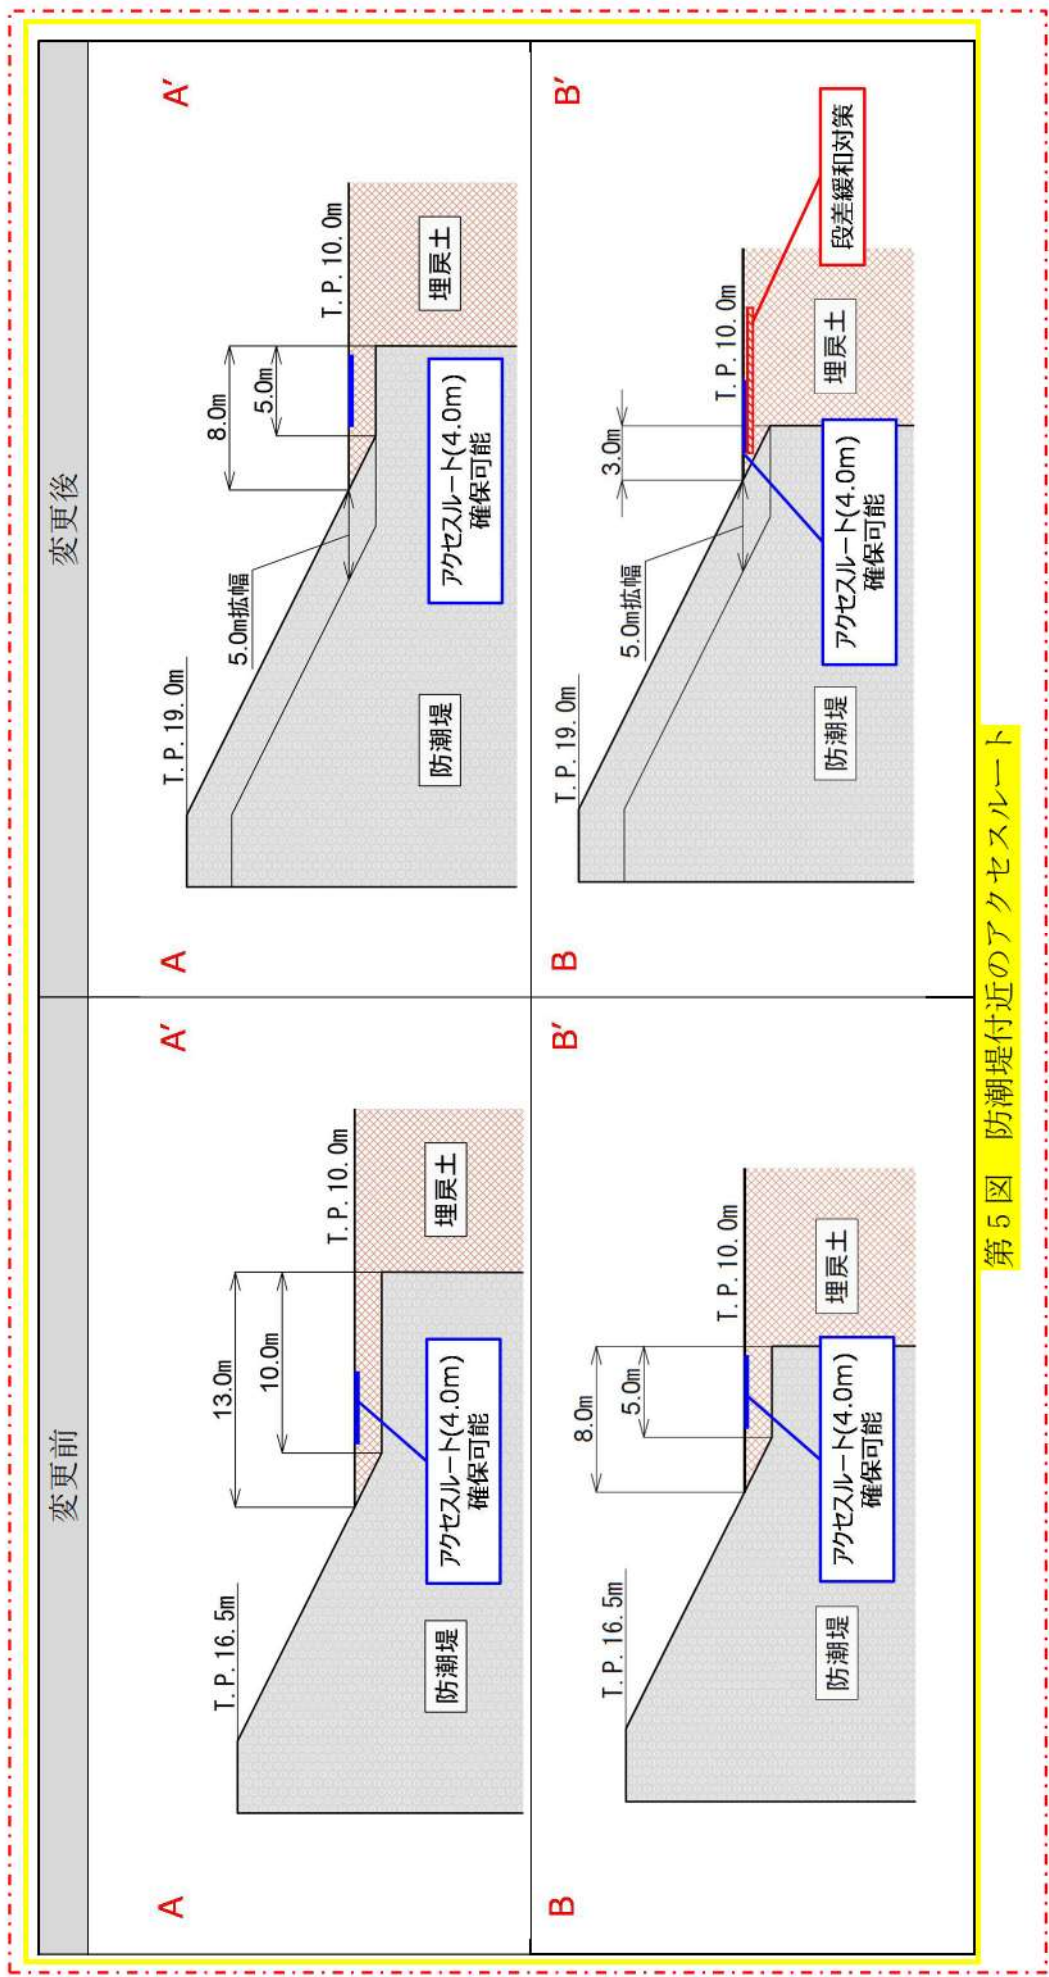 変更前
変更後
A
A′
T.P.16.5m
13.0m
10.0m
T.P.10.0m
防潮堤
アクセスルート(4.0m)
確保可能
埋戻土
A
A′
T.P.19.0m
5.0m拡幅
8.0m
5.0m
T.P.10.0m
防潮堤
アクセスルート(4.0m)
確保可能
埋戻土
B
B′
T.P.16.5m
8.0m
5.0m
T.P.10.0m
防潮堤
アクセスルート(4.0m)
確保可能
埋戻土
B
B′
T.P.19.0m
5.0m拡幅
3.0m
T.P.10.0m
防潮堤
アクセスルート(4.0m)
確保可能
埋戻土
段差緩和対策
第5図 防潮堤付近のアクセスルート